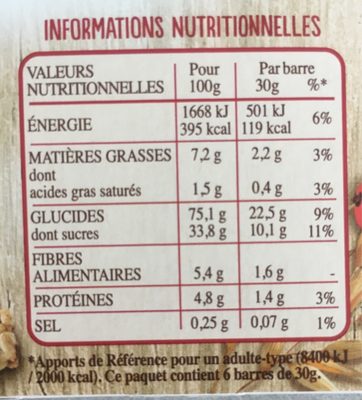 INFORMATIONS NUTRITIONNELLES
VALEURS Pour Par barre
NUTRITIONNELLES 100g 30g %*
1668 kJ 501 kJ
ÉNERGIE 395 kcal 119 kcal 6%
MATIÈRES GRASSES 7,2 g 2,2 g 3%
dont
acides gras saturés 1,5 g 0,4 g 3%
GLUCIDES 75,1 g 22,5 g 9%
dont sucres 33,8 g 10,1 g 11%
FIBRES
ALIMENTAIRES 5,4 g 1,6 g -
PROTÉINES 4,8 g 1,4 g 3%
SEL 0,25 g 0,07 g 1%
*Apports de Référence pour un adulte-type (8400 kJ
/ 2000 kcal). Ce paquet contient 6 barres de 30g.